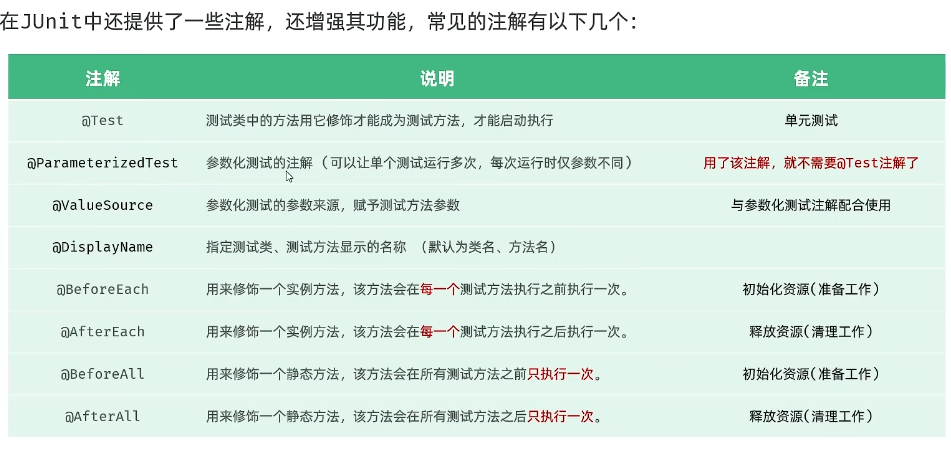 在JUnit中还提供了一些注解，还增强其功能，常见的注解有以下几个：
注解 说明 备注
@Test 测试类中的方法用它修饰才能成为测试方法，才能启动执行 单元测试
@ParameterizedTest 参数化测试的注解（可以让单个测试运行多次，每次运行时仅参数不同） 用了该注解，就不需要@Test注解了
@ValueSource 参数化测试的参数来源，赋予测试方法参数 与参数化测试注解配合使用
@DisplayName 指定测试类、测试方法显示的名称 （默认为类名、方法名）
@BeforeEach 用来修饰一个实例方法，该方法会在每一个测试方法执行之前执行一次。 初始化资源(准备工作)
@AfterEach 用来修饰一个实例方法，该方法会在每一个测试方法执行之后执行一次。 释放资源(清理工作)
@BeforeAll 用来修饰一个静态方法，该方法会在所有测试方法之前只执行一次。 初始化资源(准备工作)
@AfterAll 用来修饰一个静态方法，该方法会在所有测试方法之后只执行一次。 释放资源(清理工作)